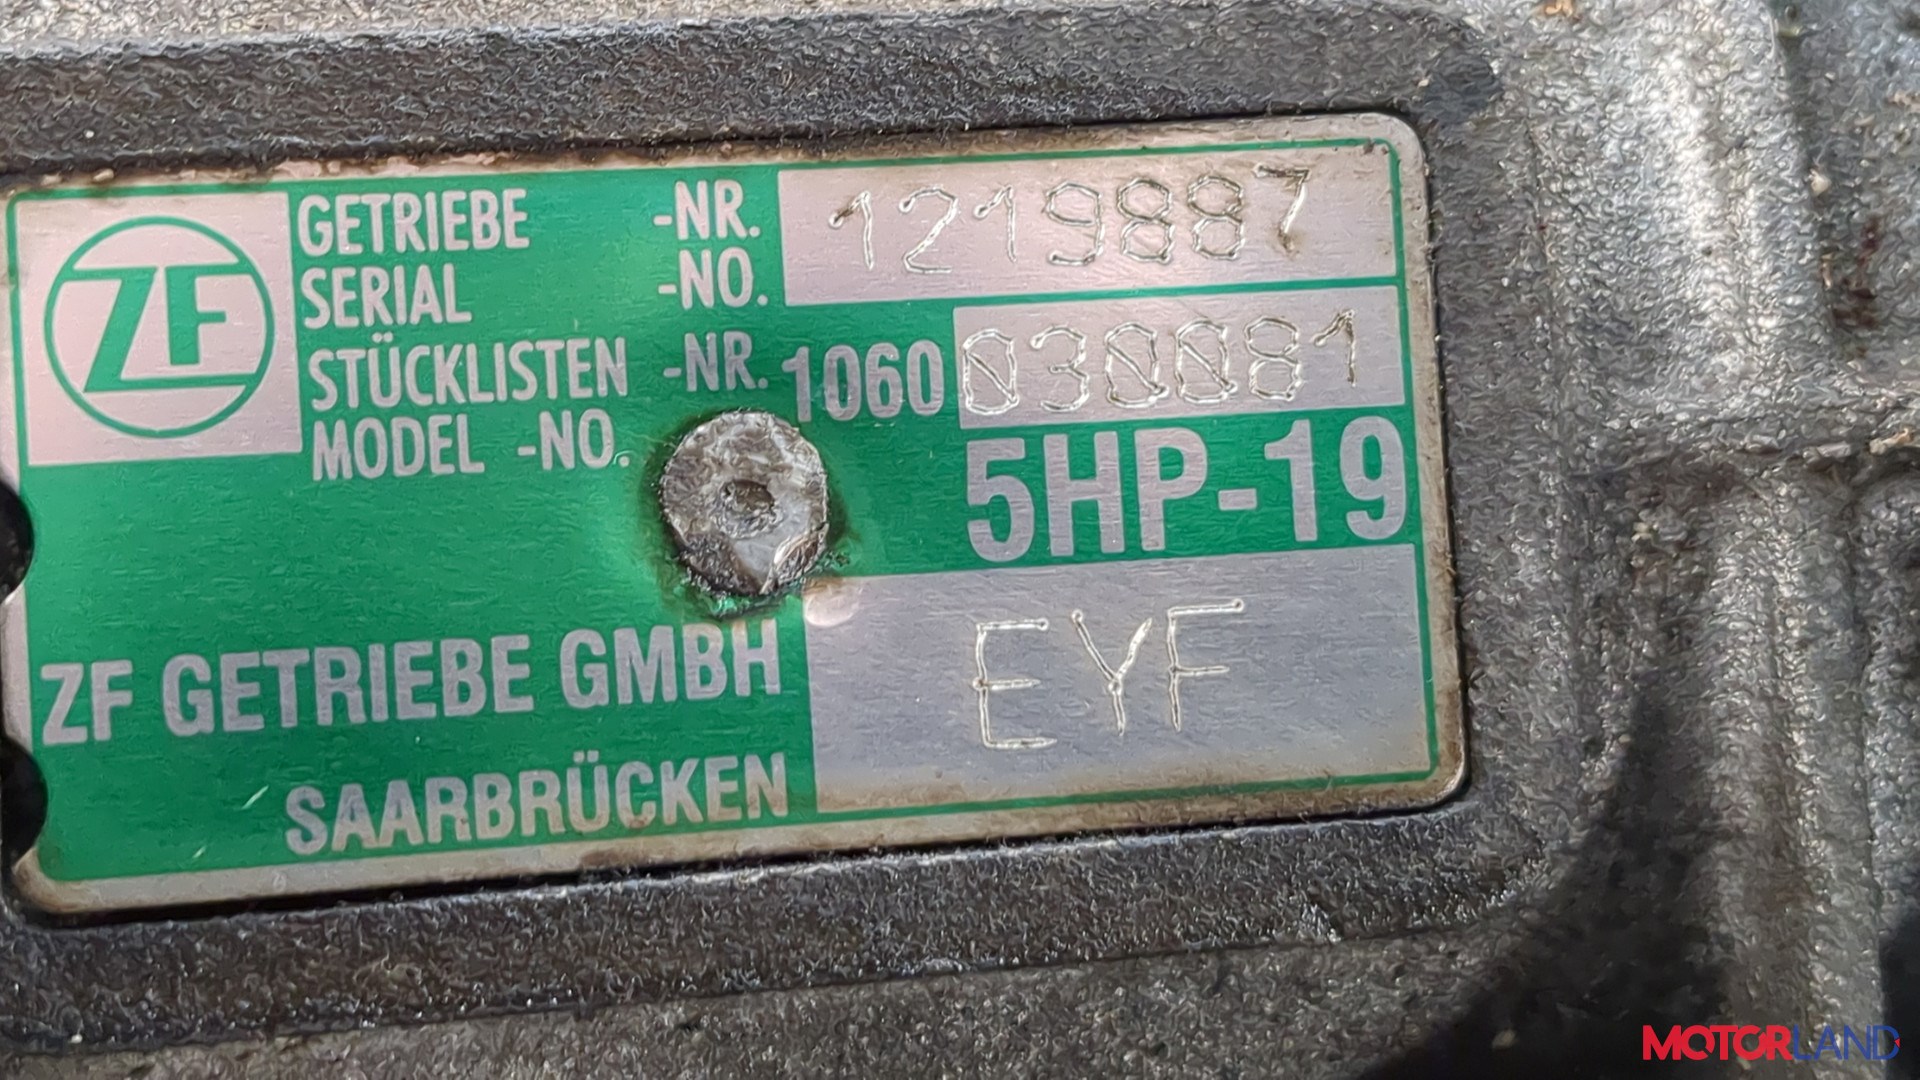 ZF
GETRIEBE -NR. 1219887
SERIAL -NO.
STÜCKLISTEN -NR. 1060 030081
MODEL -NO.
5HP-19
ZF GETRIEBE GMBH
EYF
SAARBRÜCKEN
MOTORLAND